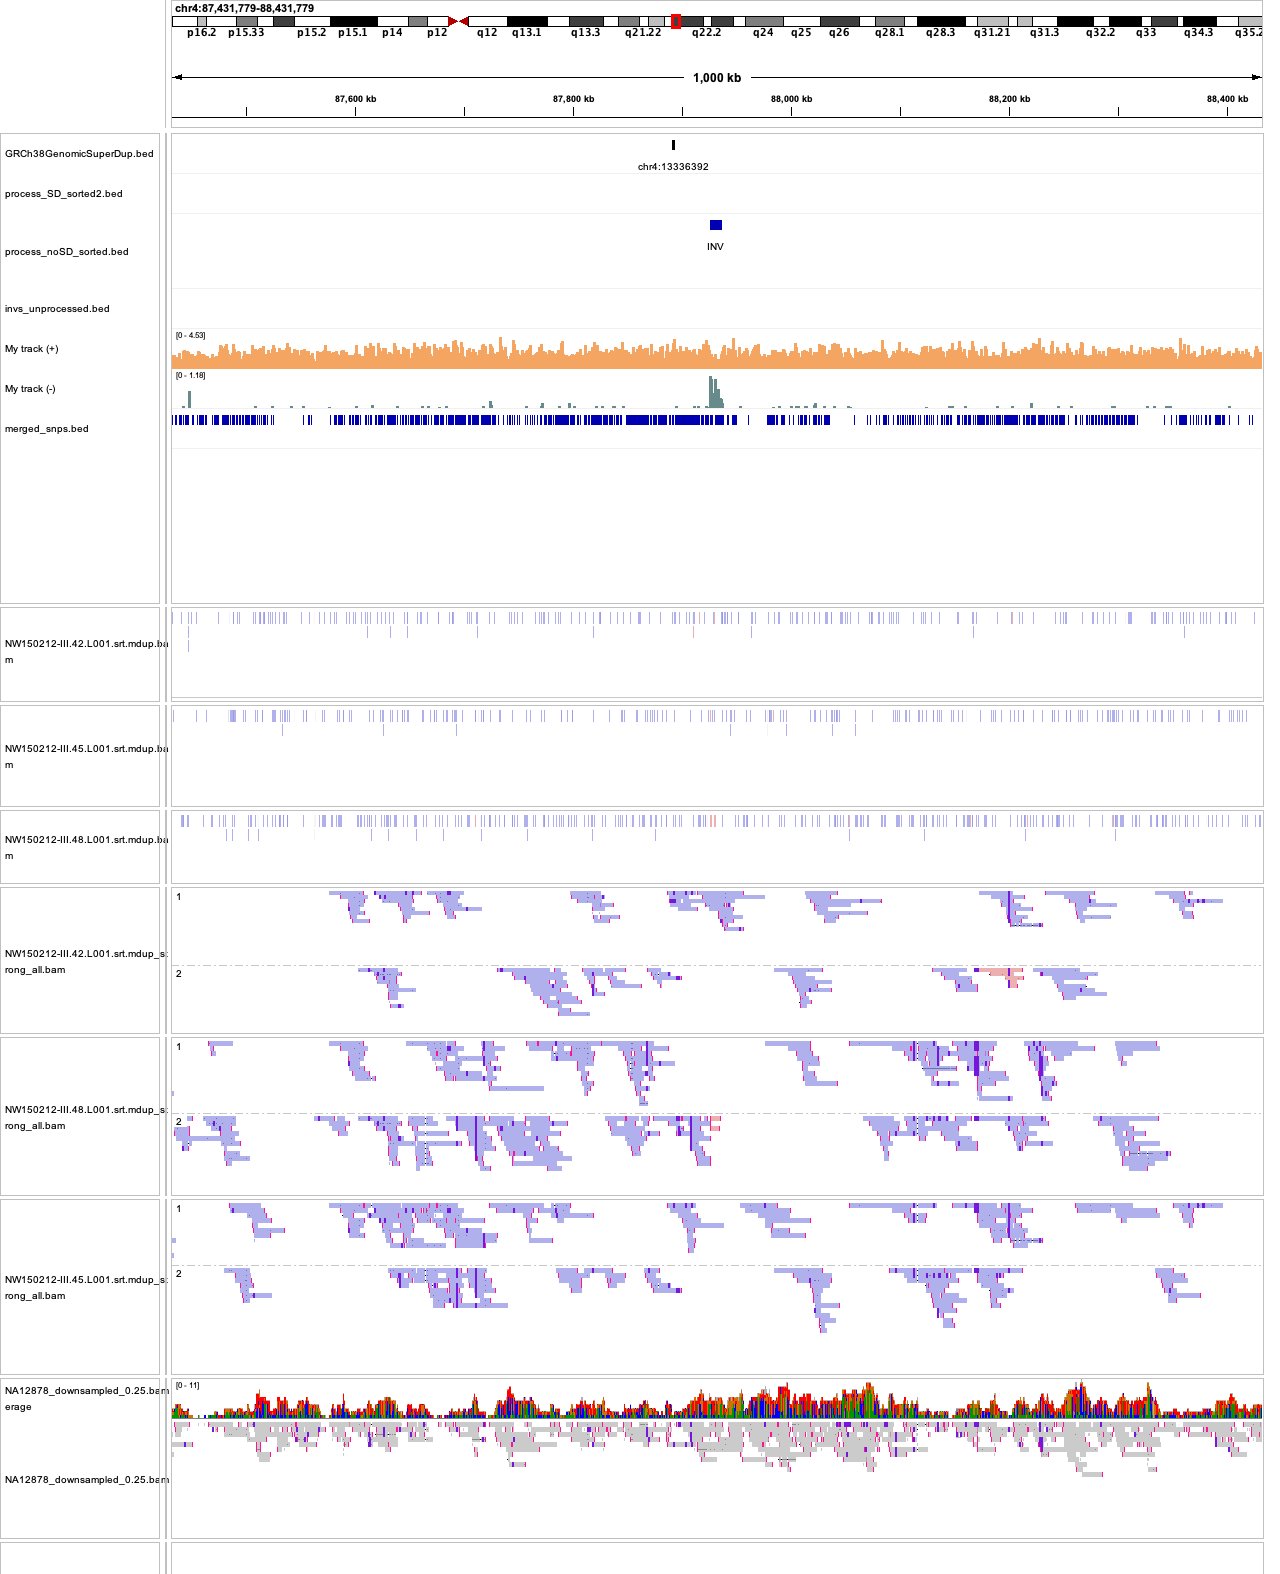 chr4:87,431,779-88,431,779
p16.2 p15.33 p15.2 p15.1 p14 p12 q12 q13.1 q13.3 q21.22 q22.2 q24 q25 q26 q28.1 q28.3 q31.21 q31.3 q32.2 q33 q34.3 q35.2
1,000 kb
87,600 kb 87,800 kb 88,000 kb 88,200 kb 88,400 kb
GRCh38GenomicSuperDup.bed
chr4:13336392
process_SD_sorted2.bed
process_noSD_sorted.bed
INV
invs_unprocessed.bed
[0 - 4.53]
My track (+)
[0 - 1.18]
My track (-)
merged_snps.bed
NW150212-III.42.L001.srt.mdup.ba
m
NW150212-III.45.L001.srt.mdup.ba
m
NW150212-III.48.L001.srt.mdup.ba
m
1
NW150212-III.42.L001.srt.mdup_st
rong_all.bam
2
1
NW150212-III.48.L001.srt.mdup_st
rong_all.bam
2
1
NW150212-III.45.L001.srt.mdup_st
rong_all.bam
2
[0 - 11]
NA12878_downsampled_0.25.bam
erage
NA12878_downsampled_0.25.bam